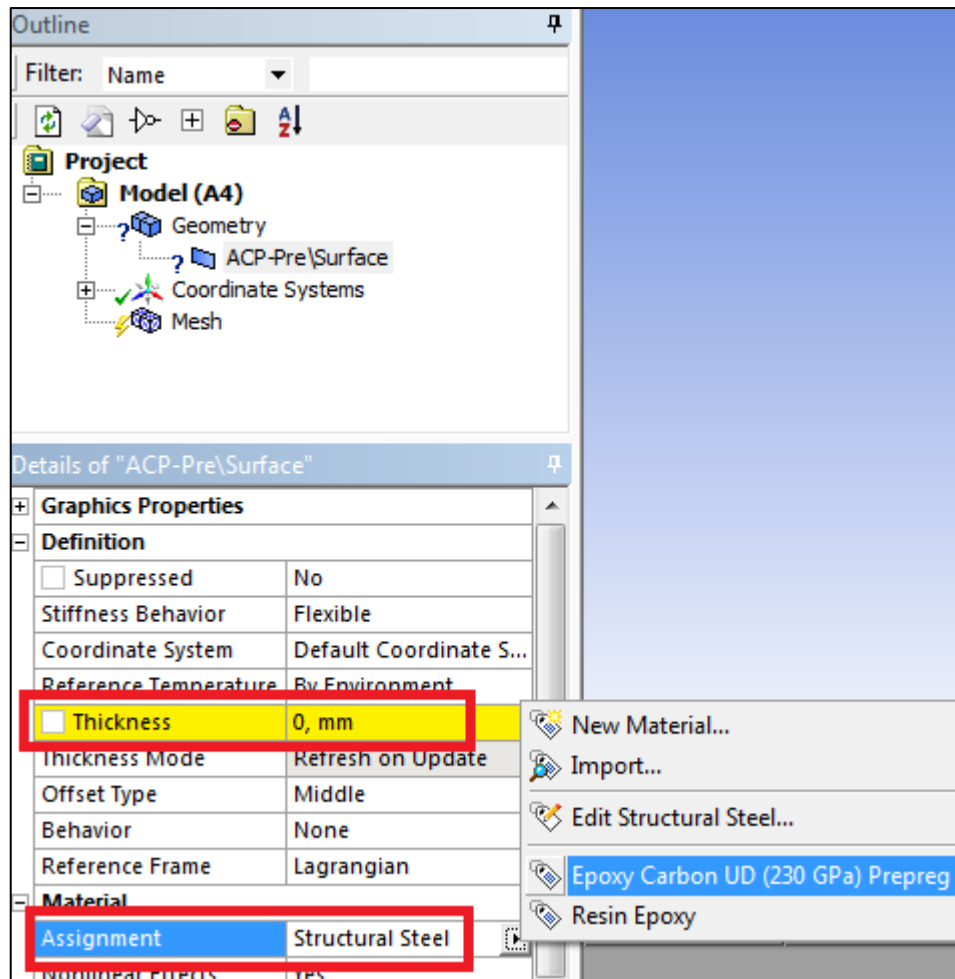 Outline
Filter: Name
A
Z
Project
Model (A4)
? Geometry
? ACP-Pre\Surface
Coordinate Systems
Mesh
Details of "ACP-Pre\Surface"
Graphics Properties
Definition
Suppressed No
Stiffness Behavior Flexible
Coordinate System Default Coordinate S...
Reference Temperature By Environment
Thickness 0, mm
Thickness Mode Refresh on Update
Offset Type Middle
Behavior None
Reference Frame Lagrangian
Material
Assignment Structural Steel
Nonlinear Effects Yes
New Material...
Import...
Edit Structural Steel...
Epoxy Carbon UD (230 GPa) Prepreg
Resin Epoxy